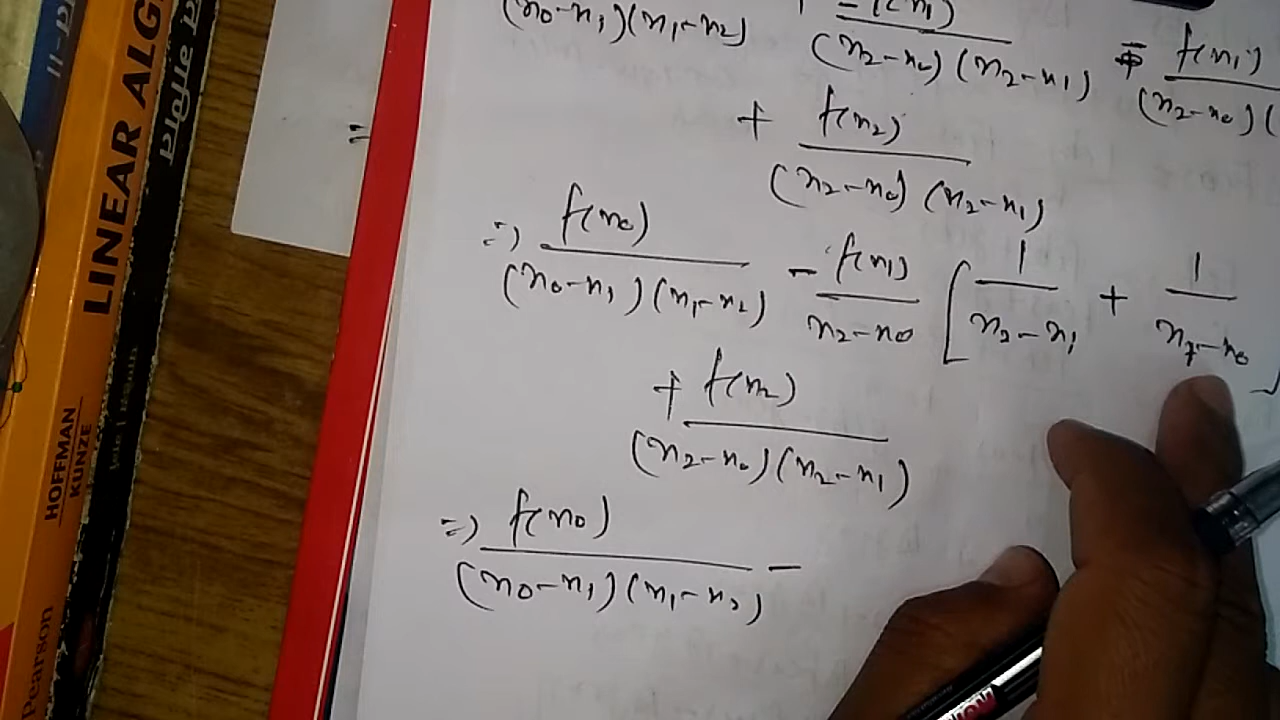 (x0-x1)(x1-x2) + -f(x1) / (x2-x0)(x2-x1) - f(x1) / (x2-x0)(
+ f(x2) / (x2-x0)(x2-x1)
=> f(x0) / (x0-x1)(x1-x2) - f(x1) / x2-x0 [ 1 / x2-x1 + 1 / x1-x0 ]
+ f(x2) / (x2-x0)(x2-x1)
=> f(x0) / (x0-x1)(x1-x2) -
=
LINEAR ALG
HOFFMAN
KUNZE
Pearson